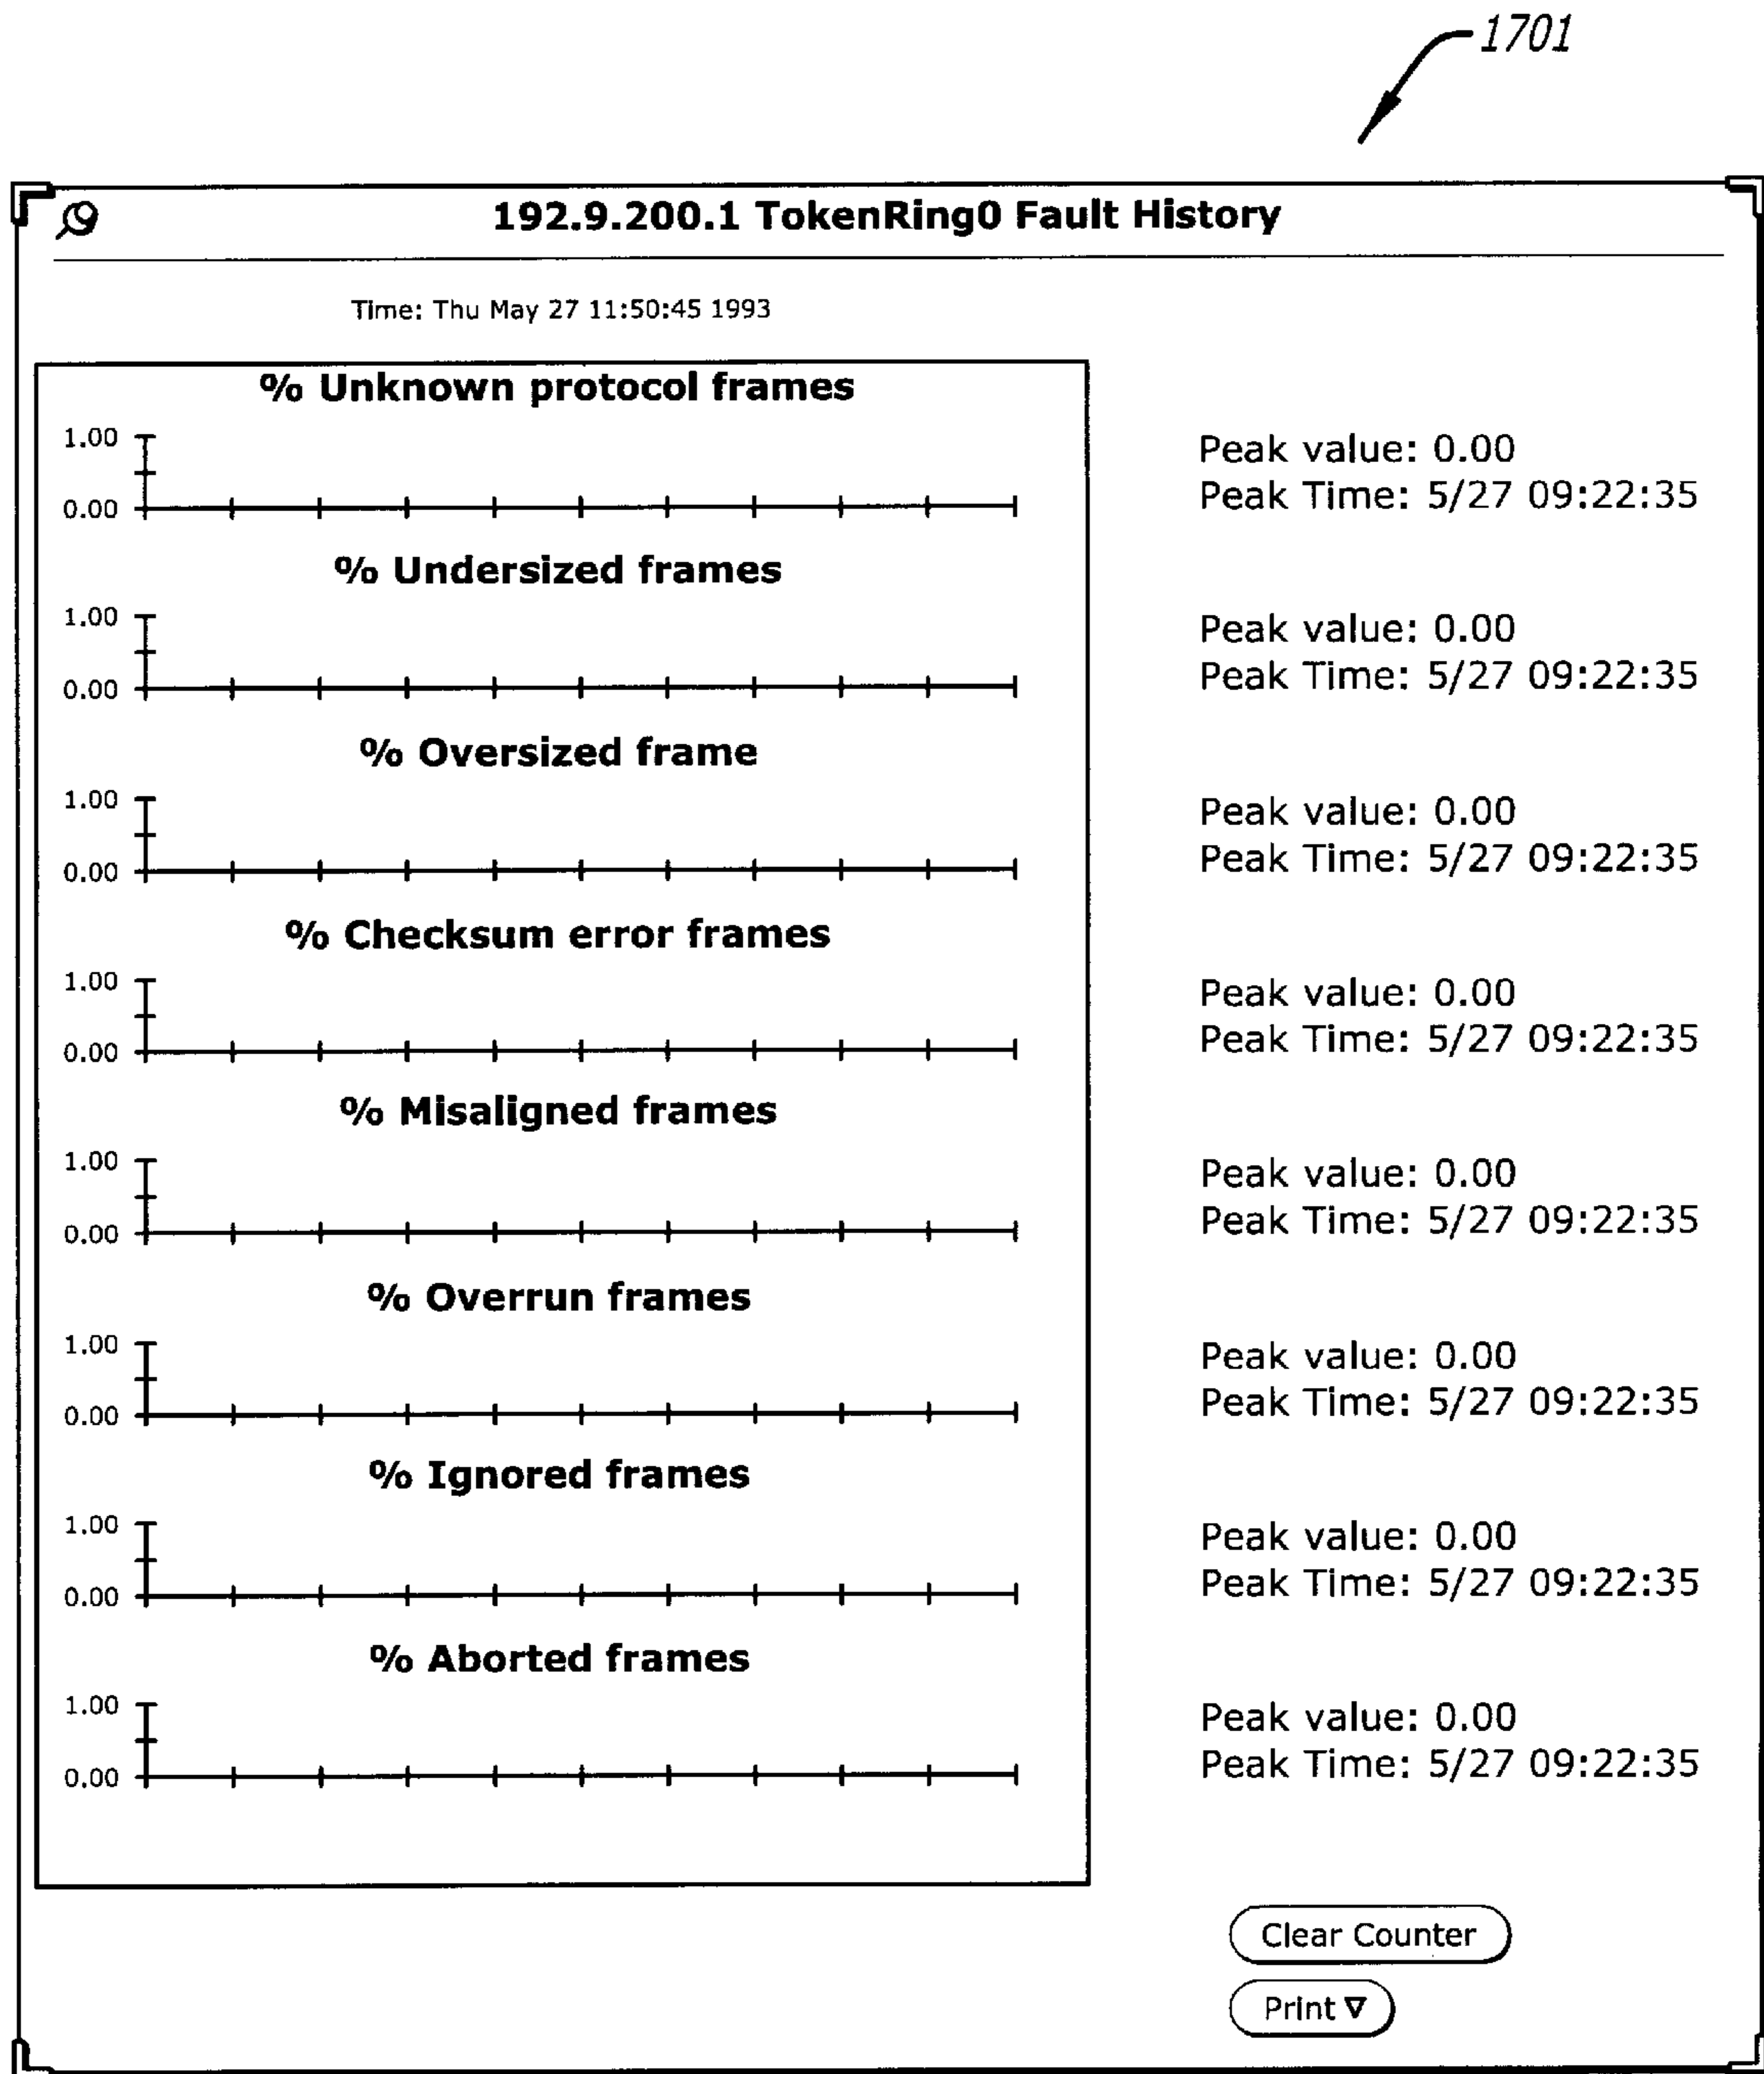 1701
192.9.200.1 TokenRing0 Fault History
Time: Thu May 27 11:50:45 1993
% Unknown protocol frames
1.00
0.00
Peak value: 0.00
Peak Time: 5/27 09:22:35
% Undersized frames
1.00
0.00
Peak value: 0.00
Peak Time: 5/27 09:22:35
% Oversized frame
1.00
0.00
Peak value: 0.00
Peak Time: 5/27 09:22:35
% Checksum error frames
1.00
0.00
Peak value: 0.00
Peak Time: 5/27 09:22:35
% Misaligned frames
1.00
0.00
Peak value: 0.00
Peak Time: 5/27 09:22:35
% Overrun frames
1.00
0.00
Peak value: 0.00
Peak Time: 5/27 09:22:35
% Ignored frames
1.00
0.00
Peak value: 0.00
Peak Time: 5/27 09:22:35
% Aborted frames
1.00
0.00
Peak value: 0.00
Peak Time: 5/27 09:22:35
Clear Counter
Print ∇